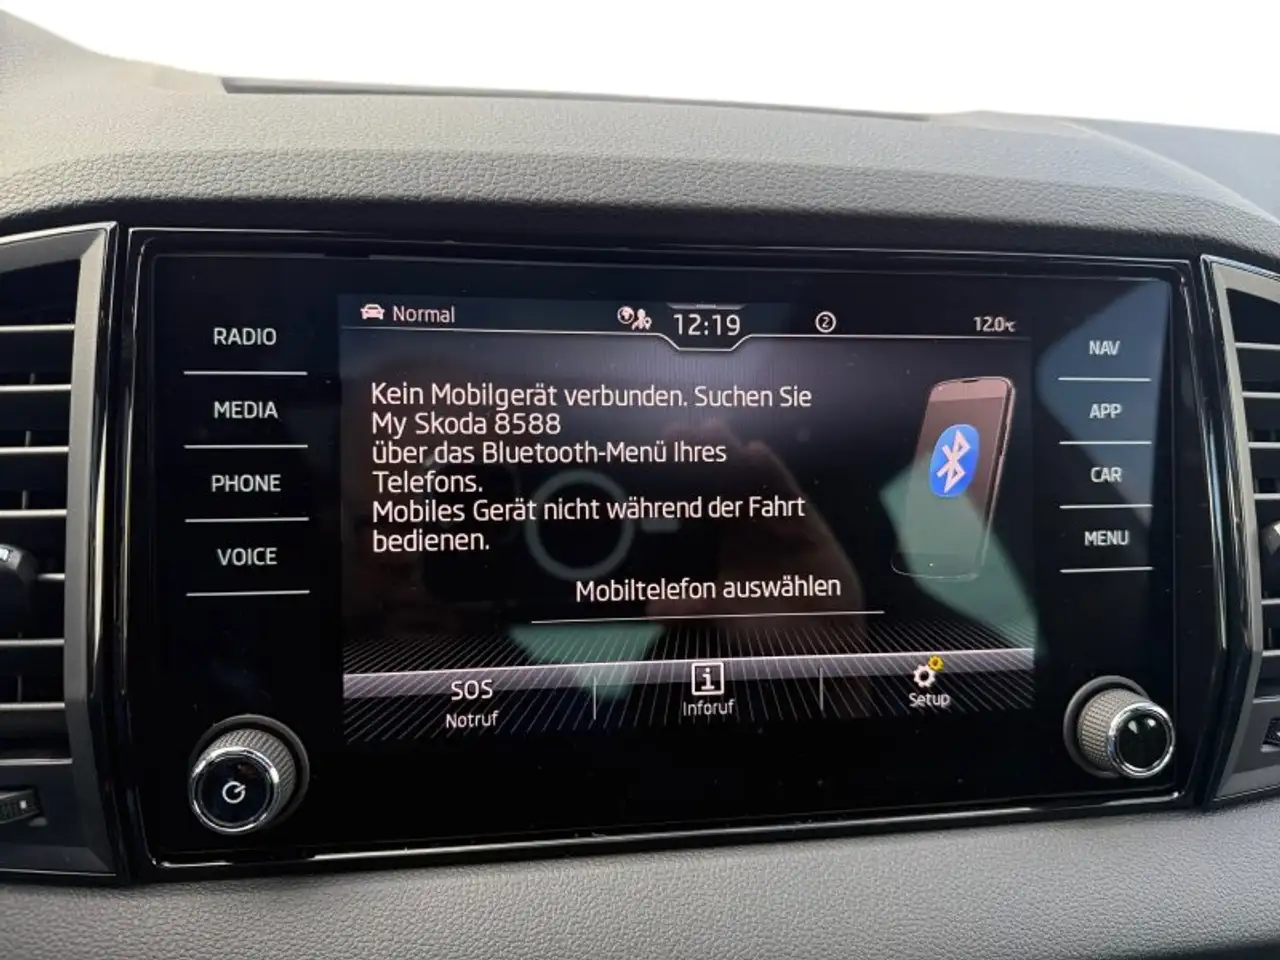 Normal
12:19
2
12.0°C
RADIO
MEDIA
PHONE
VOICE
Kein Mobilgerät verbunden. Suchen Sie
My Skoda 8588
über das Bluetooth-Menü Ihres
Telefons.
Mobiles Gerät nicht während der Fahrt
bedienen.
Mobiltelefon auswählen
SOS
Notruf
i
Inforuf
Setup
NAV
APP
CAR
MENU